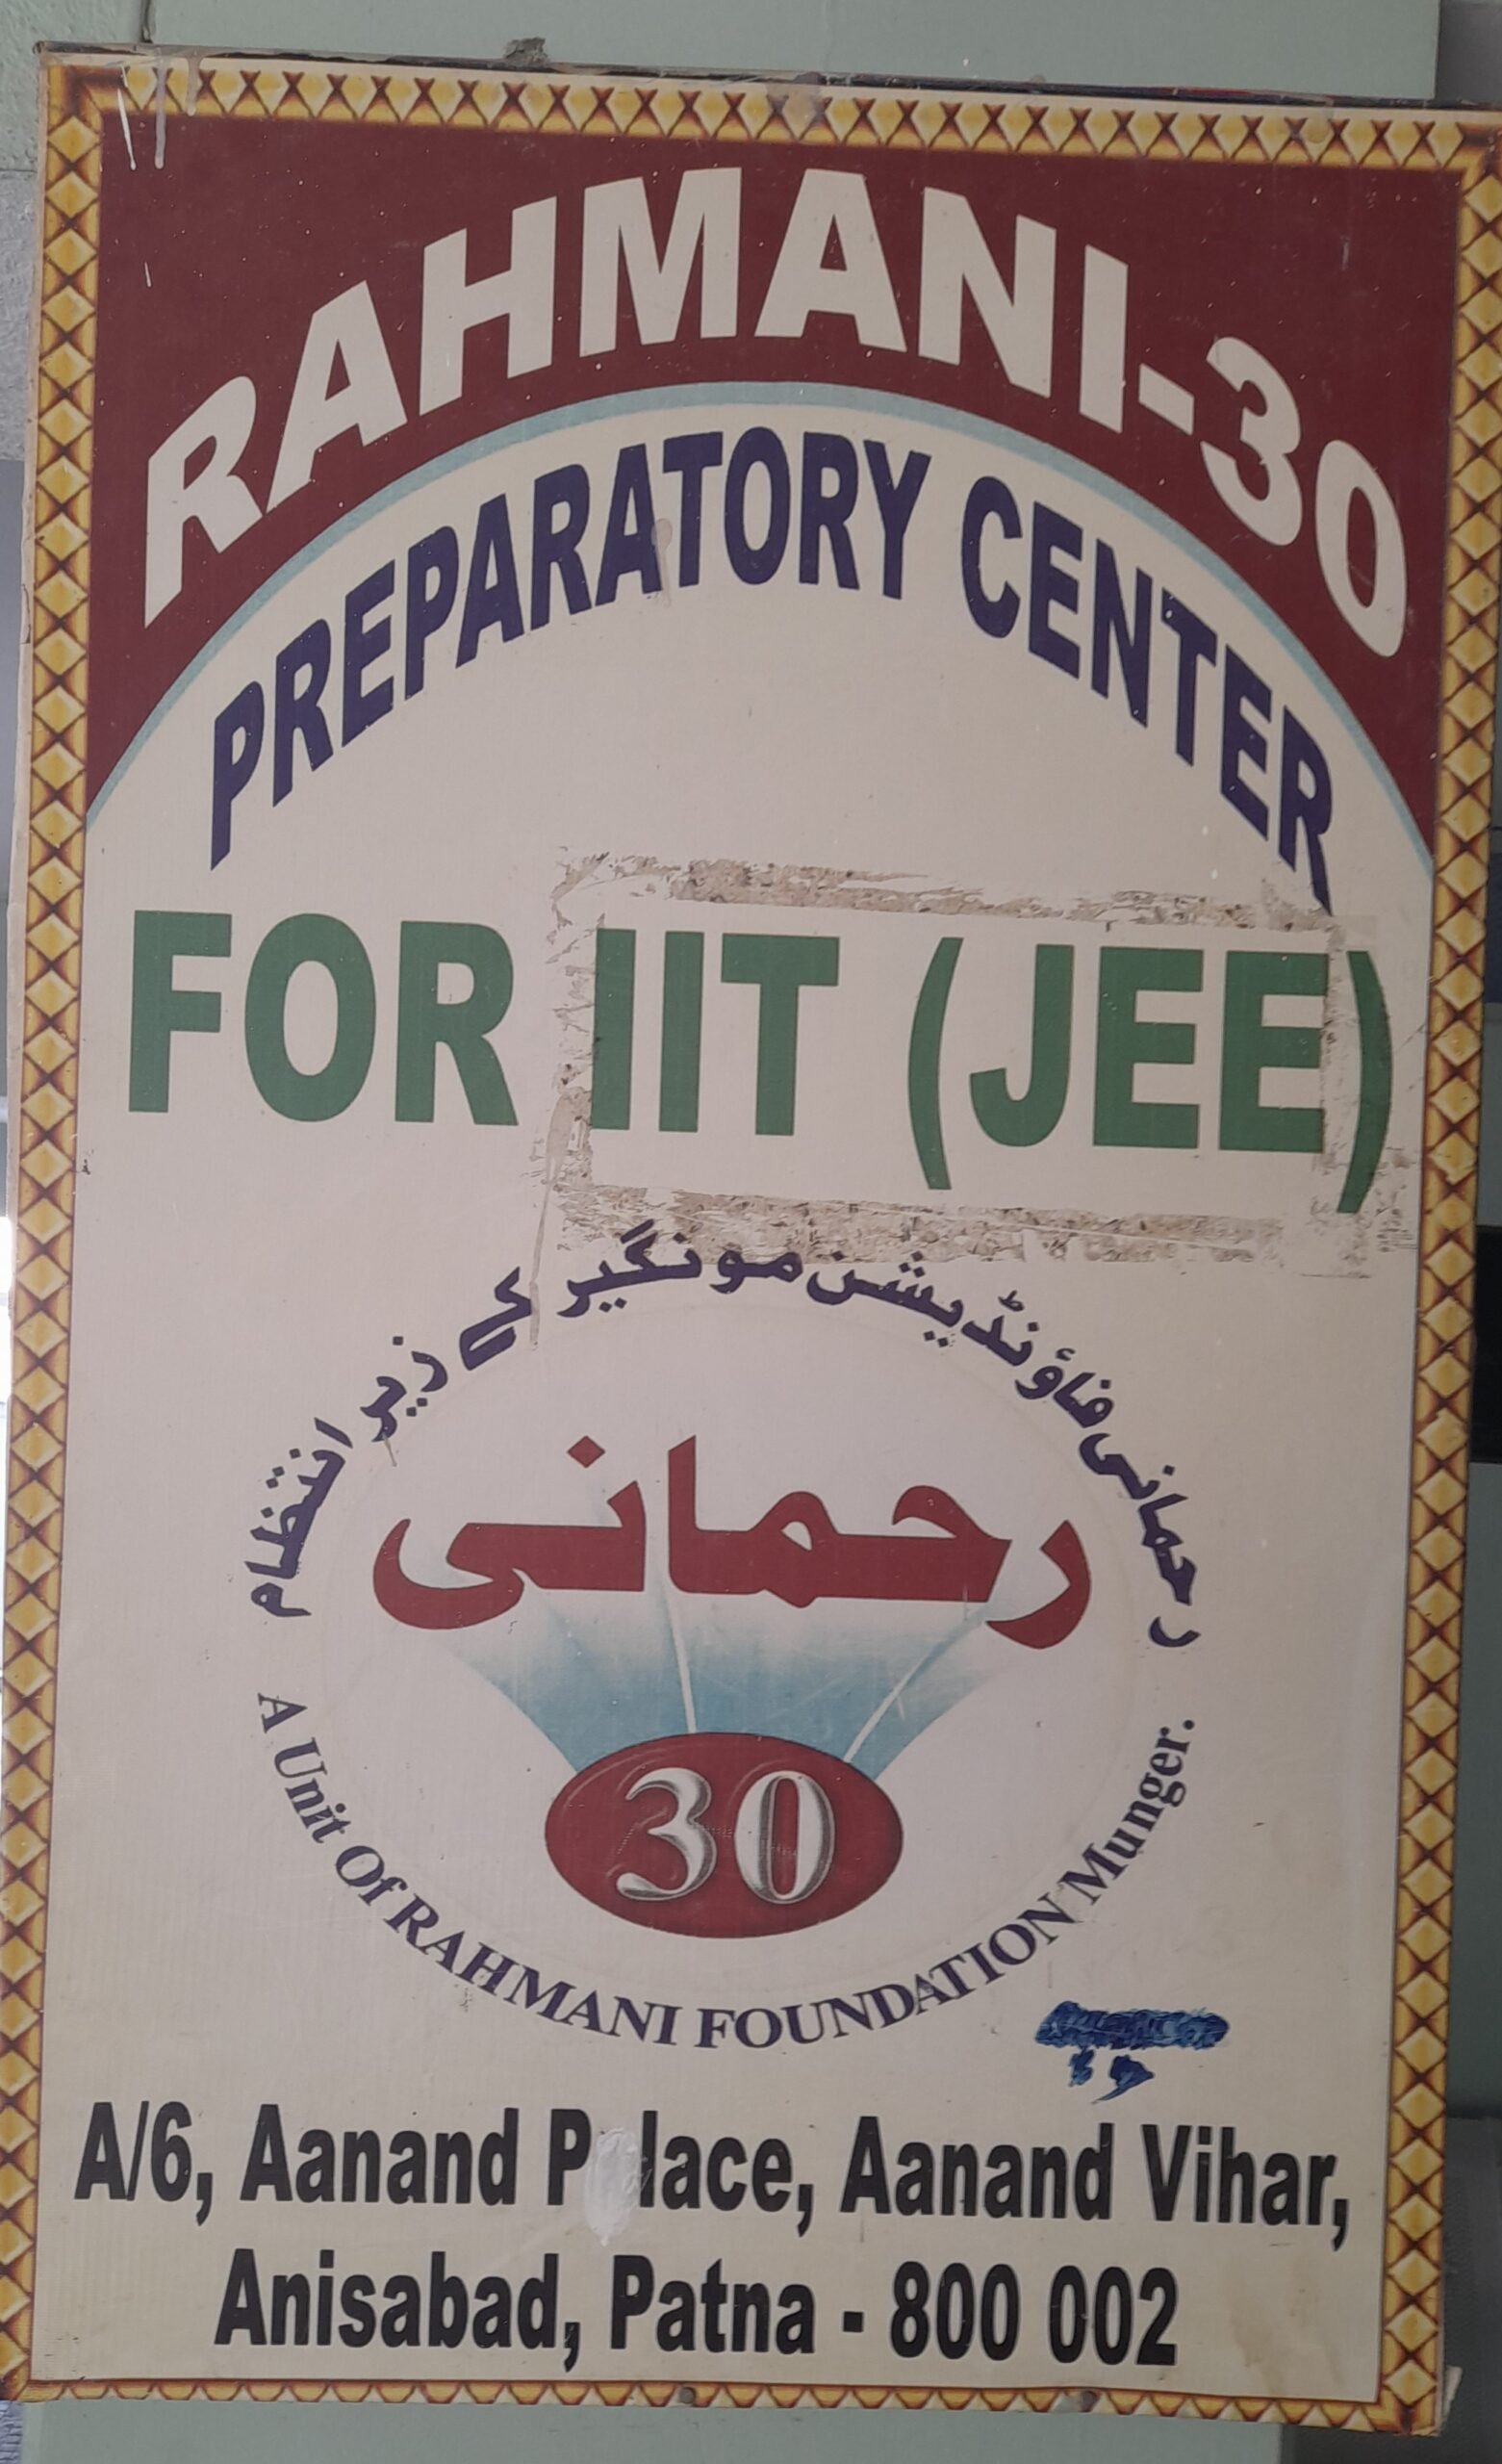 RAHMANI-30
PREPARATORY CENTER
FOR IIT (JEE)
رحمانی فاؤنڈیشن مونگیر کے زیر انتظام
رحمانی
30
A Unit Of RAHMANI FOUNDATION Munger.
A/6, Aanand P lace, Aanand Vihar,
Anisabad, Patna - 800 002